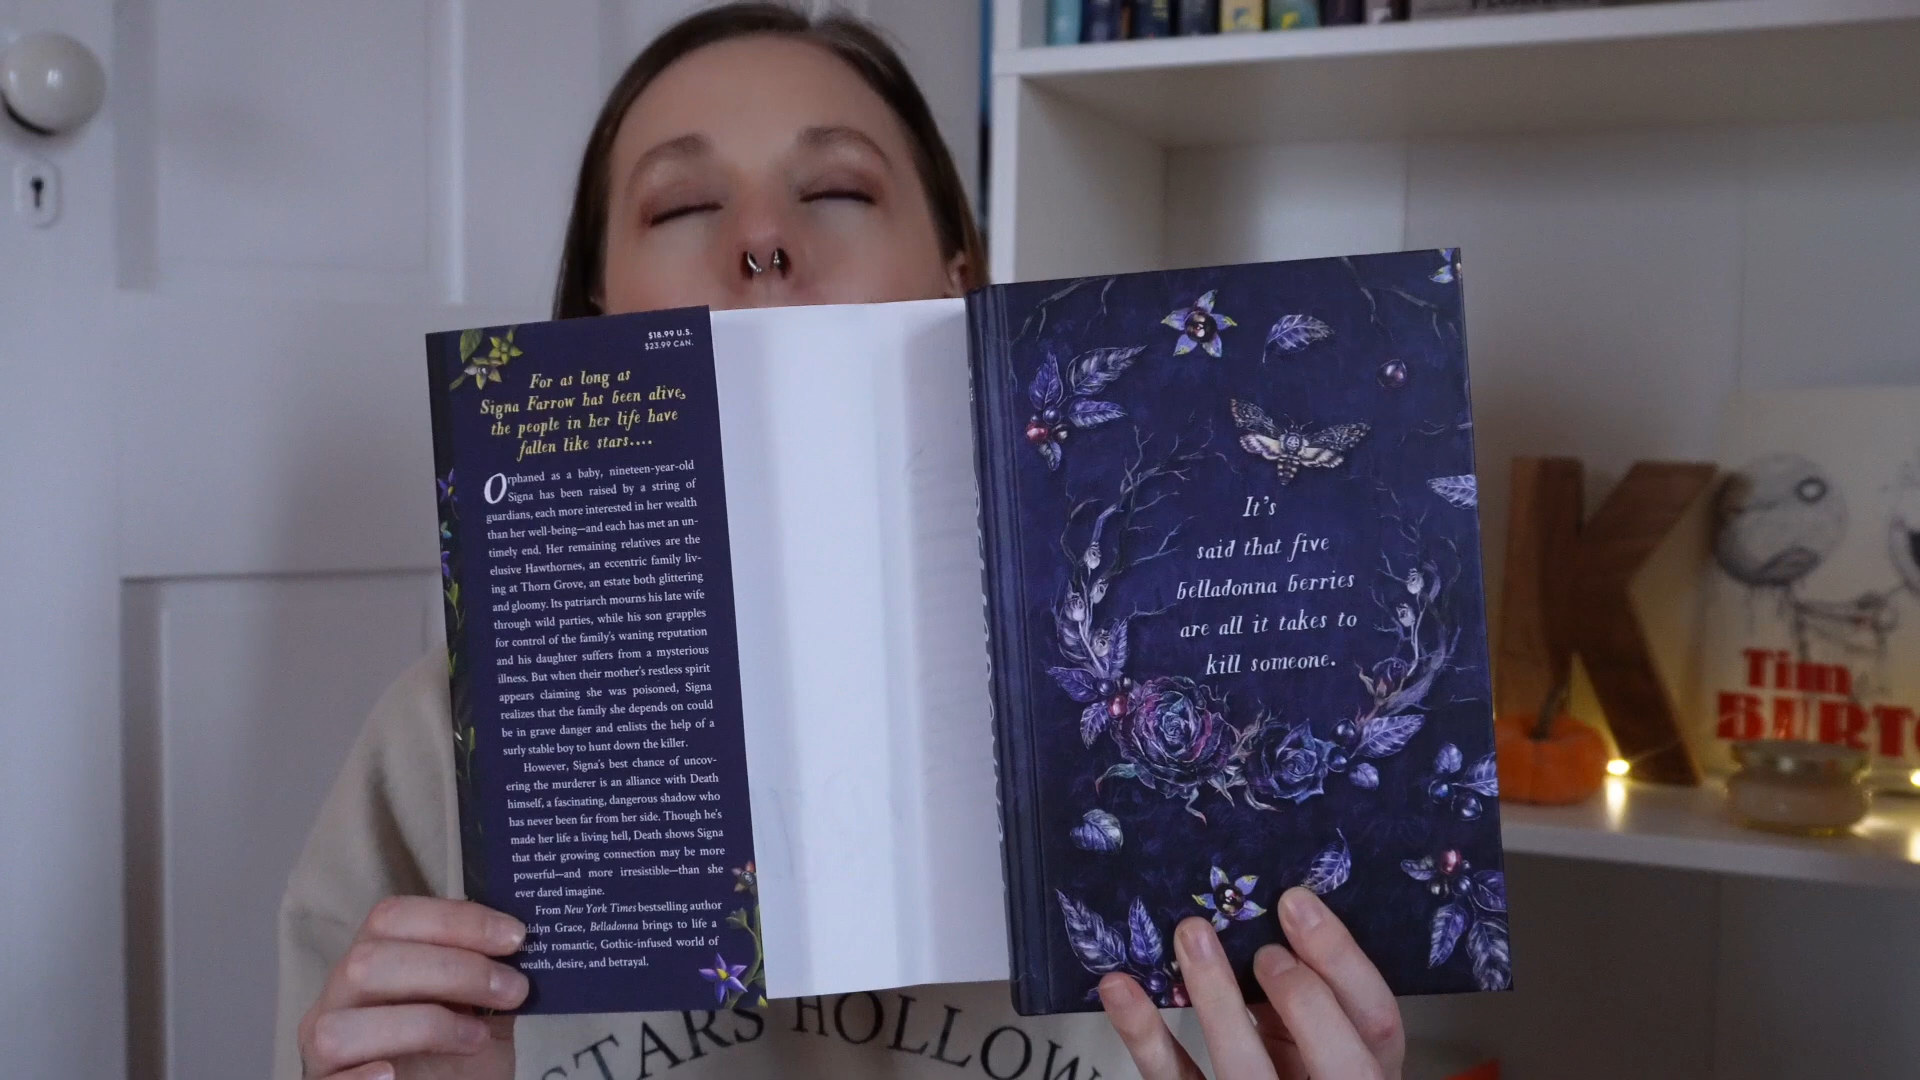 $18.99 U.S.
$23.99 CAN.
For as long as
Signa Farrow has been alive,
the people in her life have
fallen like stars....
Orphaned as a baby, nineteen-year-old
Signa has been raised by a string of
guardians, each more interested in her wealth
than her well-being—and each has met an un-
timely end. Her remaining relatives are the
elusive Hawthornes, an eccentric family liv-
ing at Thorn Grove, an estate both glittering
and gloomy. Its patriarch mourns his late wife
through wild parties, while his son grapples
for control of the family's waning reputation
and his daughter suffers from a mysterious
illness. But when their mother's restless spirit
appears claiming she was poisoned, Signa
realizes that the family she depends on could
be in grave danger and enlists the help of a
surly stable boy to hunt down the killer.
However, Signa's best chance of uncov-
ering the murderer is an alliance with Death
himself, a fascinating, dangerous shadow who
has never been far from her side. Though he's
made her life a living hell, Death shows Signa
that their growing connection may be more
powerful—and more irresistible—than she
ever dared imagine.
From New York Times bestselling author
dalyn Grace, Belladonna brings to life a
highly romantic, Gothic-infused world of
wealth, desire, and betrayal.
It's
said that five
belladonna berries
are all it takes to
kill someone.
STARS HOLLOW
K
Tim
BURTO